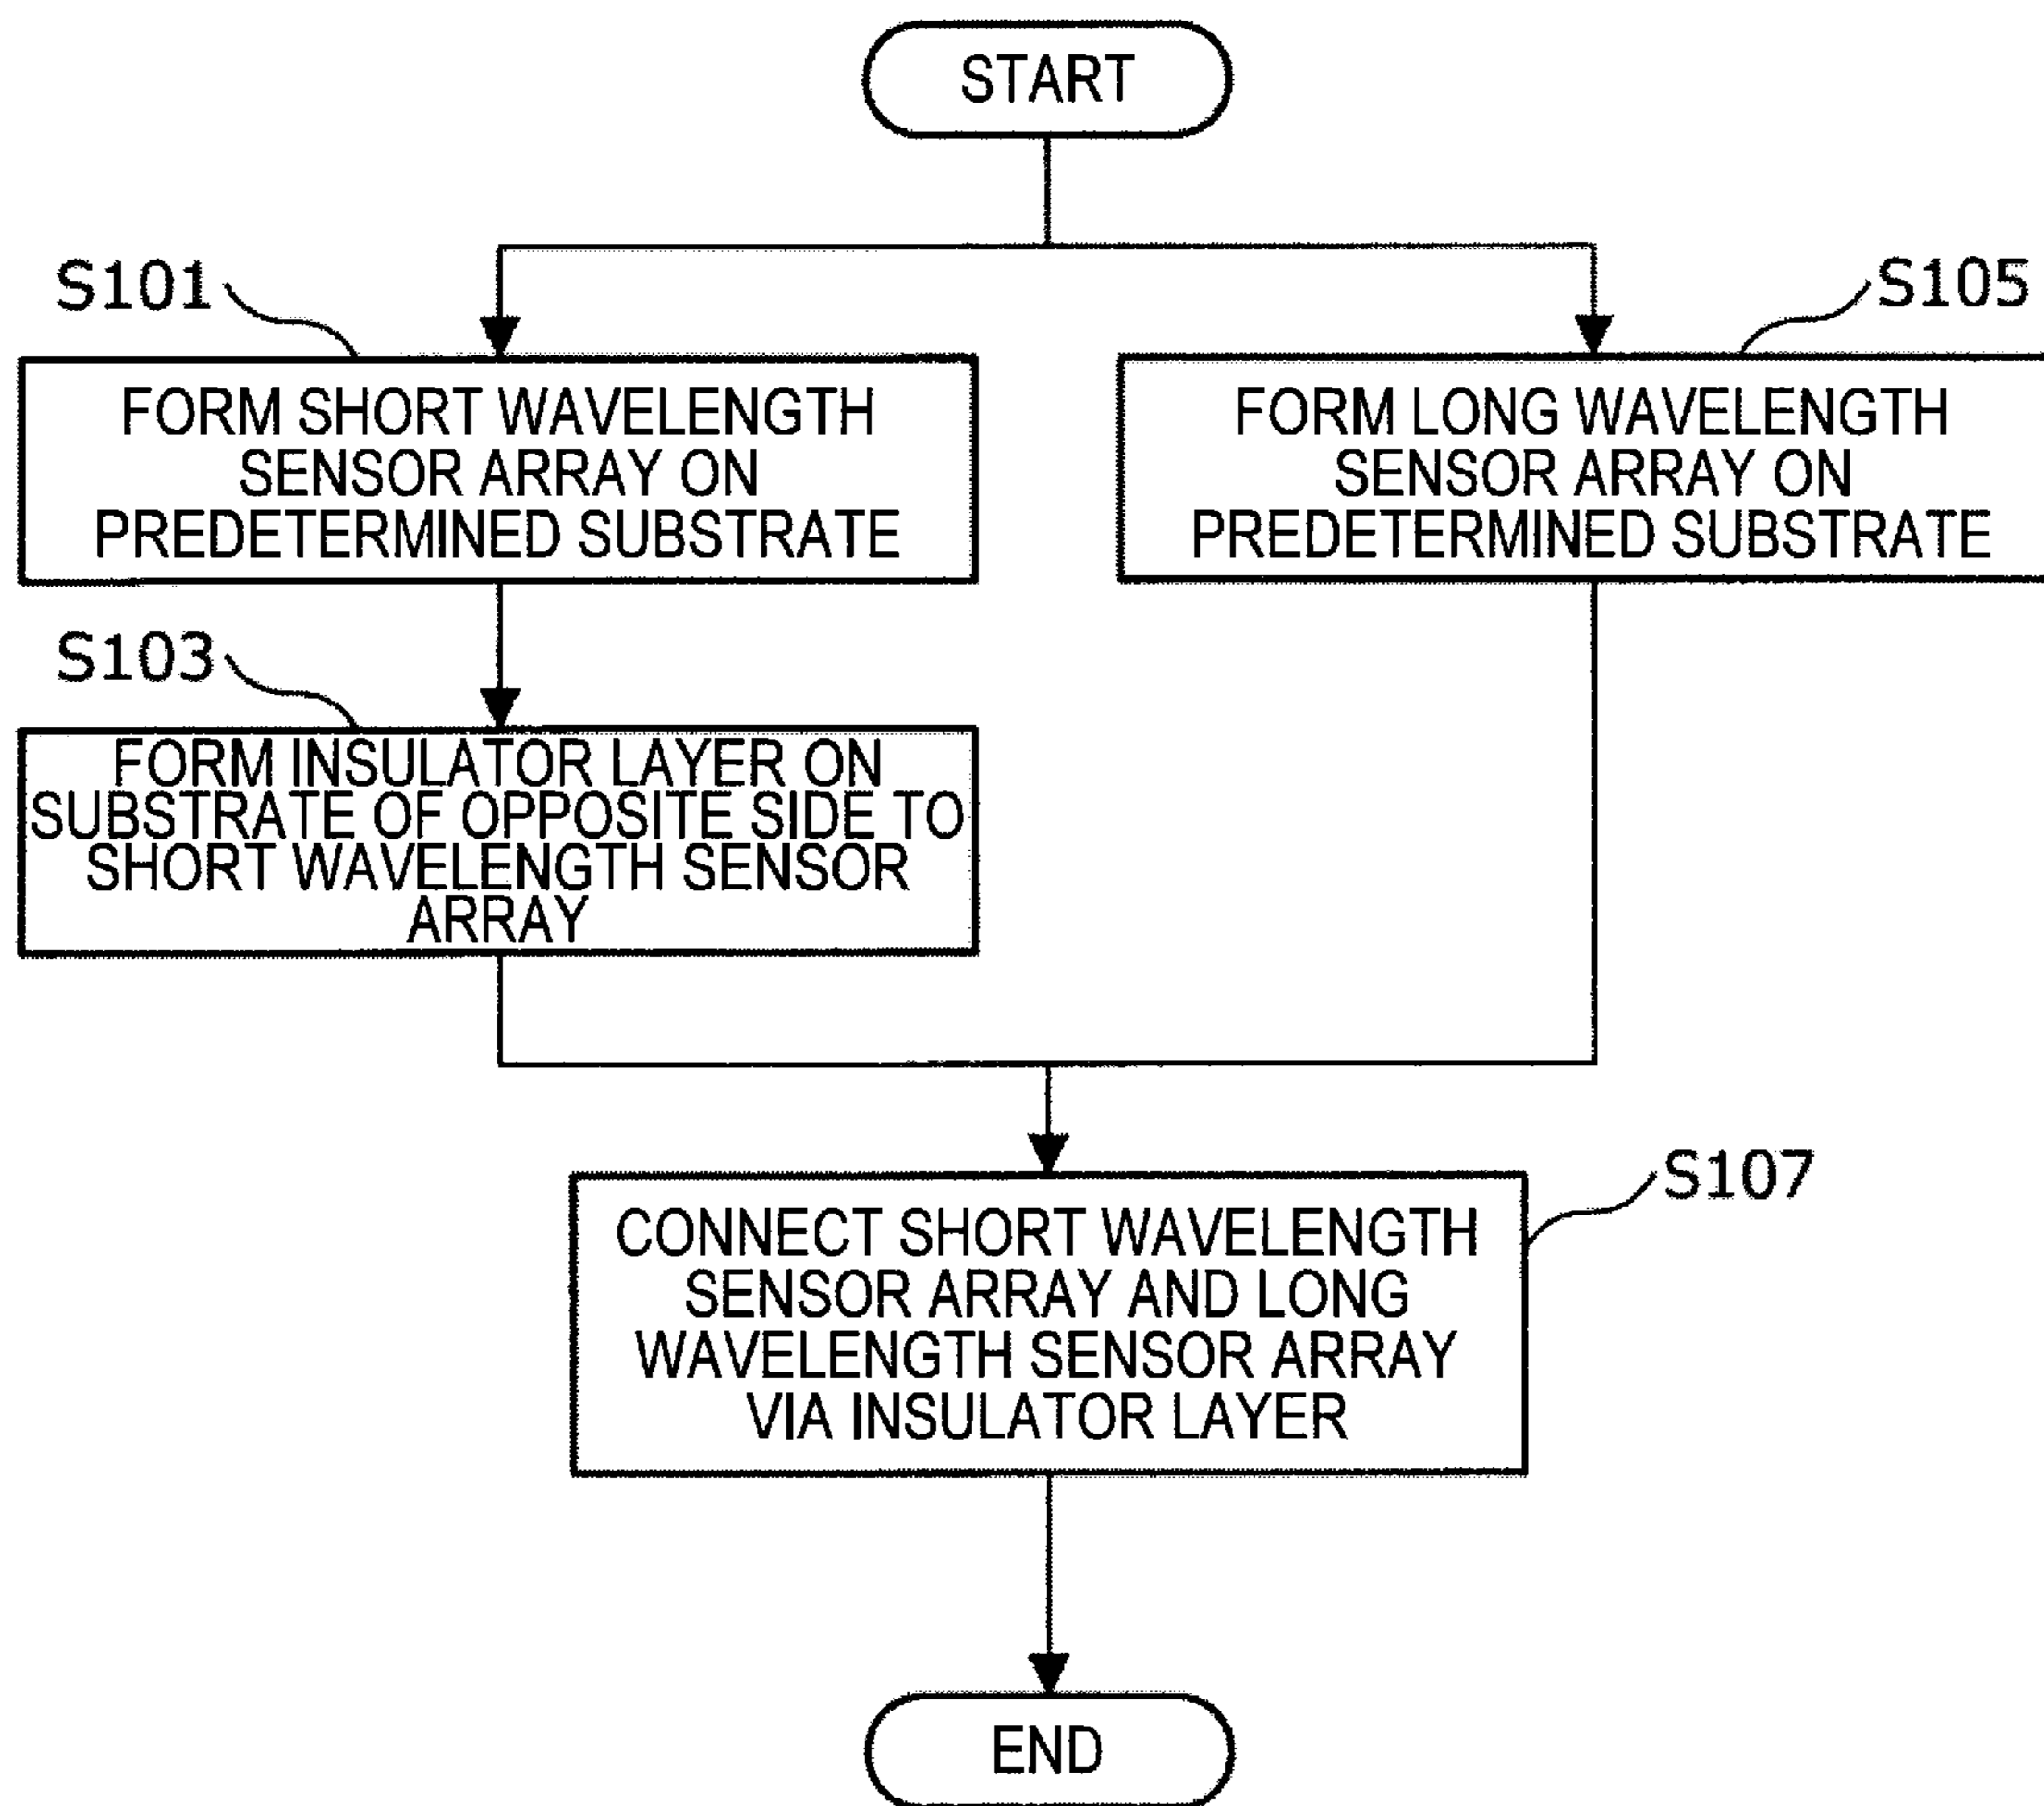 START
S101
S105
FORM SHORT WAVELENGTH
SENSOR ARRAY ON
PREDETERMINED SUBSTRATE
FORM LONG WAVELENGTH
SENSOR ARRAY ON
PREDETERMINED SUBSTRATE
S103
FORM INSULATOR LAYER ON
SUBSTRATE OF OPPOSITE SIDE TO
SHORT WAVELENGTH SENSOR
ARRAY
S107
CONNECT SHORT WAVELENGTH
SENSOR ARRAY AND LONG
WAVELENGTH SENSOR ARRAY
VIA INSULATOR LAYER
END